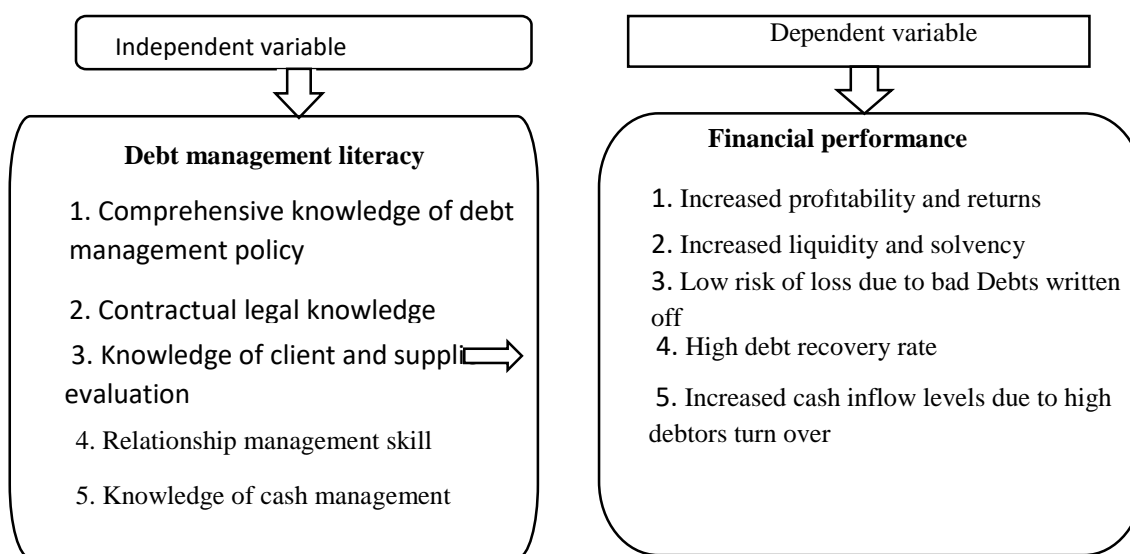 Independent variable
Debt management literacy
1. Comprehensive knowledge of debt
management policy
2. Contractual legal knowledge
3. Knowledge of client and suppli
evaluation
4. Relationship management skill
5. Knowledge of cash management
Dependent variable
Financial performance
1. Increased profitability and returns
2. Increased liquidity and solvency
3. Low risk of loss due to bad Debts written
off
4. High debt recovery rate
5. Increased cash inflow levels due to high
debtors turn over